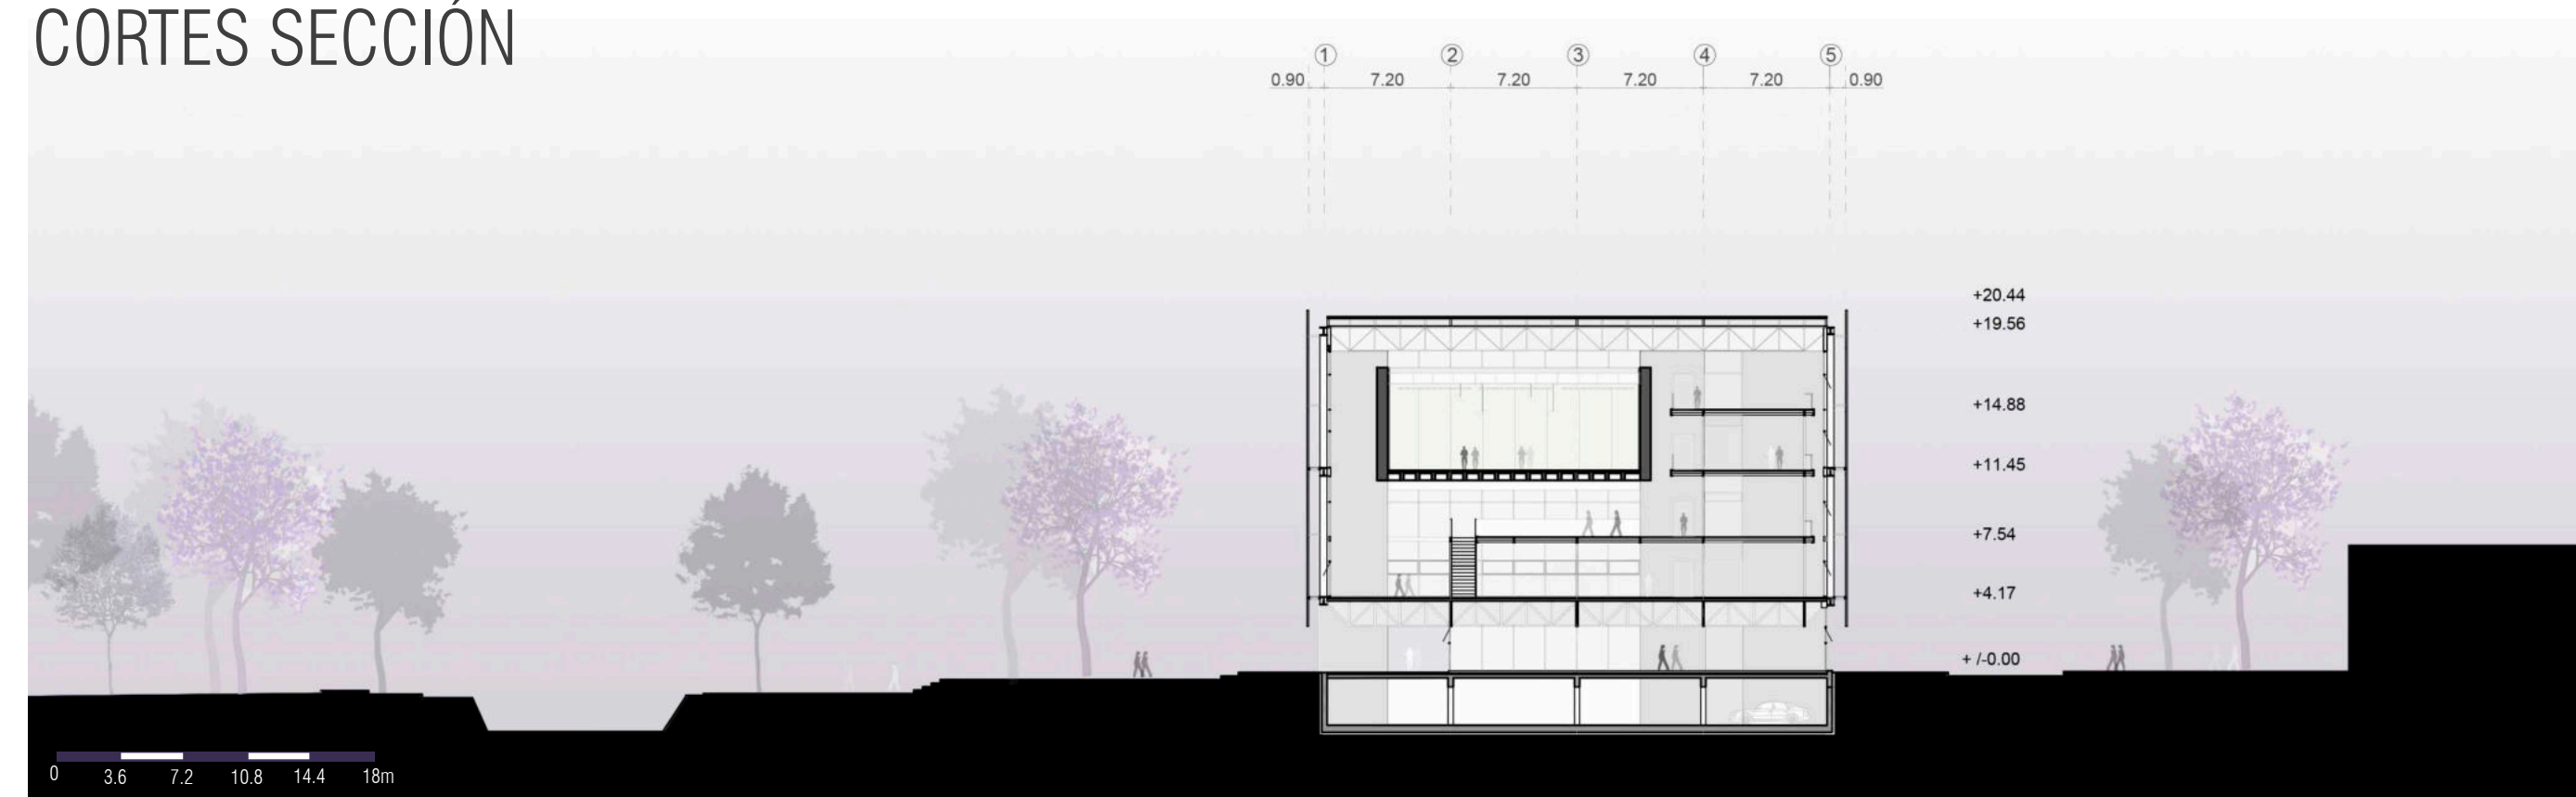 CORTES SECCIÓN
1 2 3 4 5
0.90 7.20 7.20 7.20 7.20 0.90
+20.44
+19.56
+14.88
+11.45
+7.54
+4.17
+ /-0.00
0 3.6 7.2 10.8 14.4 18m